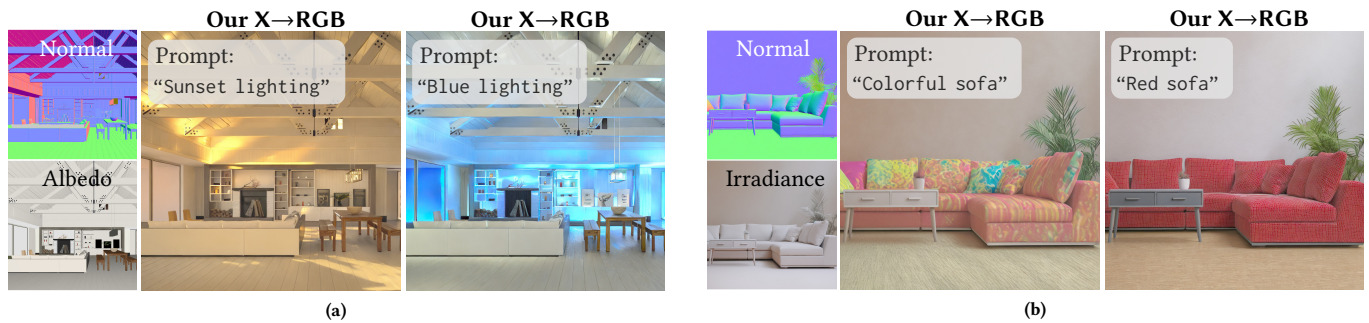 Our X→RGB
Our X→RGB
Normal
Prompt:
“Sunset lighting”
Prompt:
“Blue lighting”
Albedo
(a)
Our X→RGB
Our X→RGB
Normal
Prompt:
“Colorful sofa”
Prompt:
“Red sofa”
Irradiance
(b)